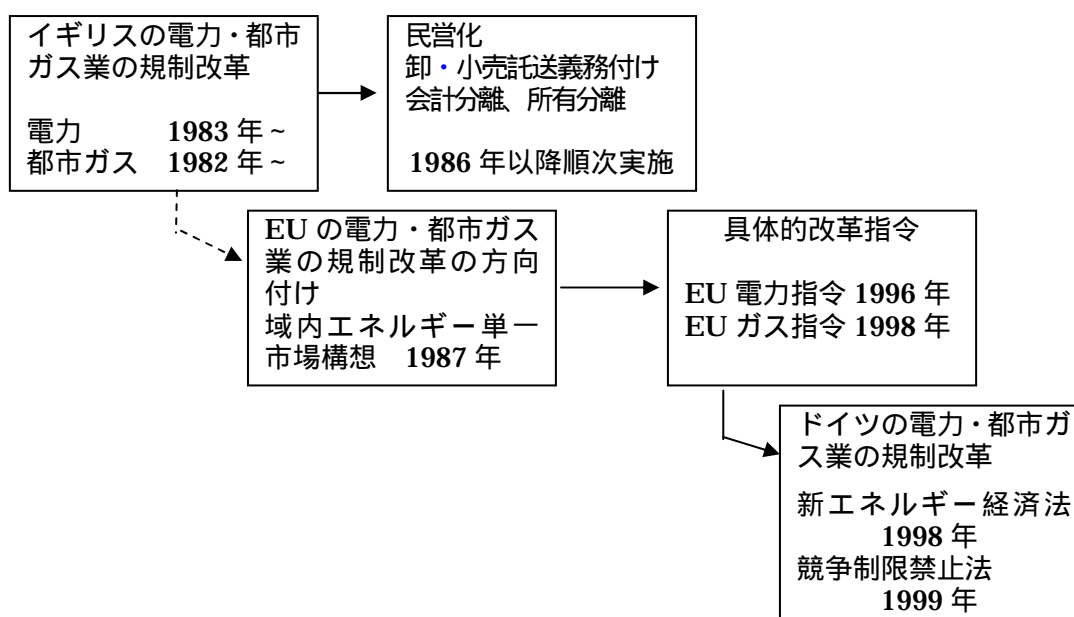 イギリスの電力・都市
ガス業の規制改革
電力 1983 年~
都市ガス 1982 年~
民営化
卸・小売託送義務付け
会計分離、所有分離
1986 年以降順次実施
EU の電力・都市ガス
業の規制改革の方向
付け
域内エネルギー単一
市場構想 1987 年
具体的改革指令
EU 電力指令 1996 年
EU ガス指令 1998 年
ドイツの電力・都市ガ
ス業の規制改革
新エネルギー経済法
1998 年
競争制限禁止法
1999 年